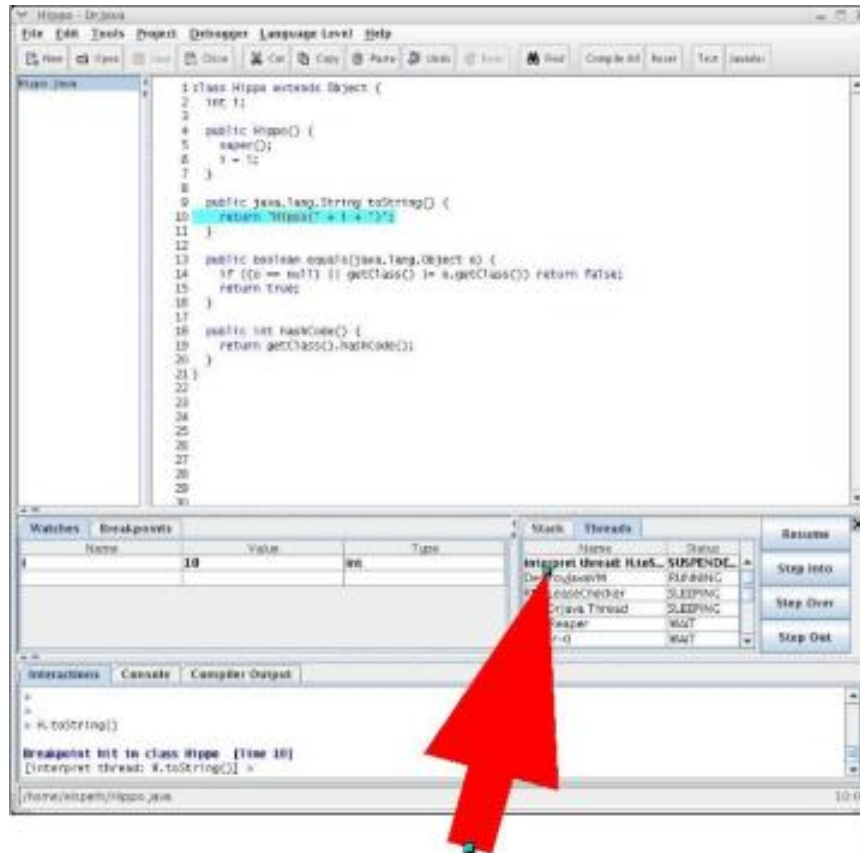 Hippo - DrJava
File Edit Tools Project Debugger Language Level Help
New Open Close Cut Copy Paste Undo Find Compile All Reset Test Javadoc
Hippo.java
1 class Hippo extends Object {
2 int i;
3
4 public Hippo() {
5 super();
6
7 }
8
9 public java.lang.String toString() {
10 return "Hippo(" + i + ")";
11 }
12
13 public boolean equals(java.lang.Object o) {
14 if ((o == null) || getClass() != o.getClass()) return false;
15 return true;
16 }
17
18 public int hashCode() {
19 return getClass().hashCode();
20 }
21 }
22
23
24
25
26
27
28
29
30
Watches Breakpoints
Name Value Type
i 10 int
Stack Threads
Name Status
interpret thread: H.toS... SUSPENDE...
DestroyJavaVM RUNNING
LeaseChecker SLEEPING
DrJava Thread SLEEPING
Reaper WAIT
WAIT
Resume
Step Into
Step Over
Step Out
Interactions Console Compiler Output
>
>
> H.toString()
Breakpoint hit in class Hippo [line 10]
[interpret thread: H.toString()] >
Hippo.java